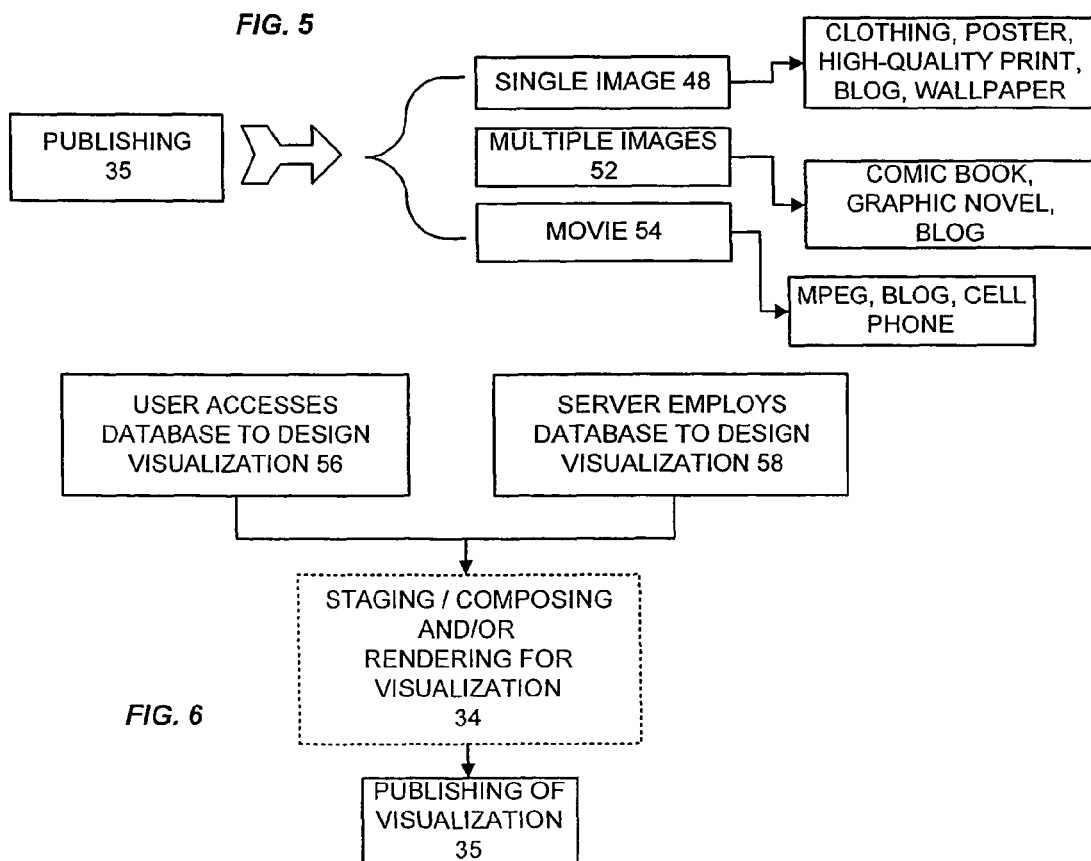 FIG. 5
PUBLISHING
35
SINGLE IMAGE 48
MULTIPLE IMAGES
52
MOVIE 54
CLOTHING, POSTER,
HIGH-QUALITY PRINT,
BLOG, WALLPAPER
COMIC BOOK,
GRAPHIC NOVEL,
BLOG
MPEG, BLOG, CELL
PHONE
USER ACCESSES
DATABASE TO DESIGN
VISUALIZATION 56
SERVER EMPLOYS
DATABASE TO DESIGN
VISUALIZATION 58
STAGING / COMPOSING
AND/OR
RENDERING FOR
VISUALIZATION
34
FIG. 6
PUBLISHING OF
VISUALIZATION
35